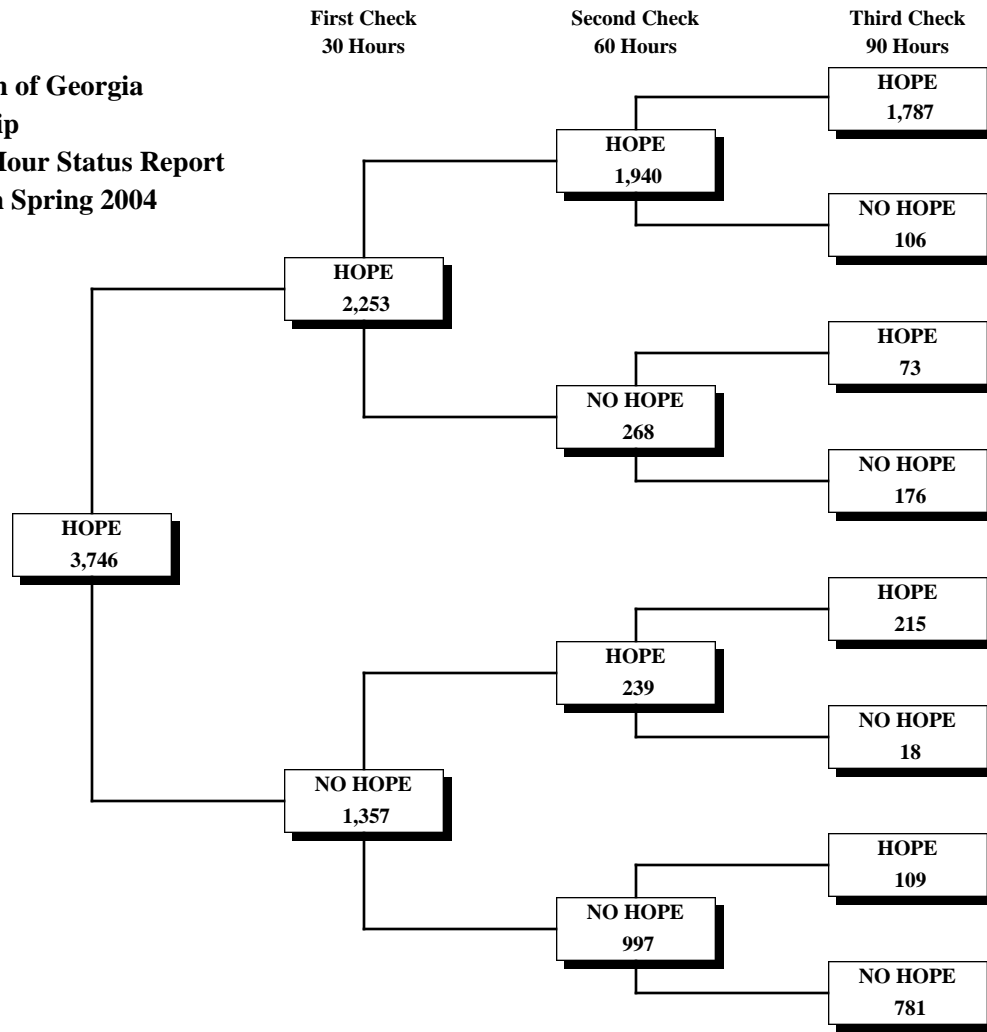 First Check
30 Hours
Second Check
60 Hours
Third Check
90 Hours
of Georgia
Hour Status Report
Spring 2004
HOPE
1,787
HOPE
1,940
NO HOPE
106
HOPE
2,253
HOPE
73
NO HOPE
268
NO HOPE
176
HOPE
3,746
HOPE
215
HOPE
239
NO HOPE
18
NO HOPE
1,357
HOPE
109
NO HOPE
997
NO HOPE
781